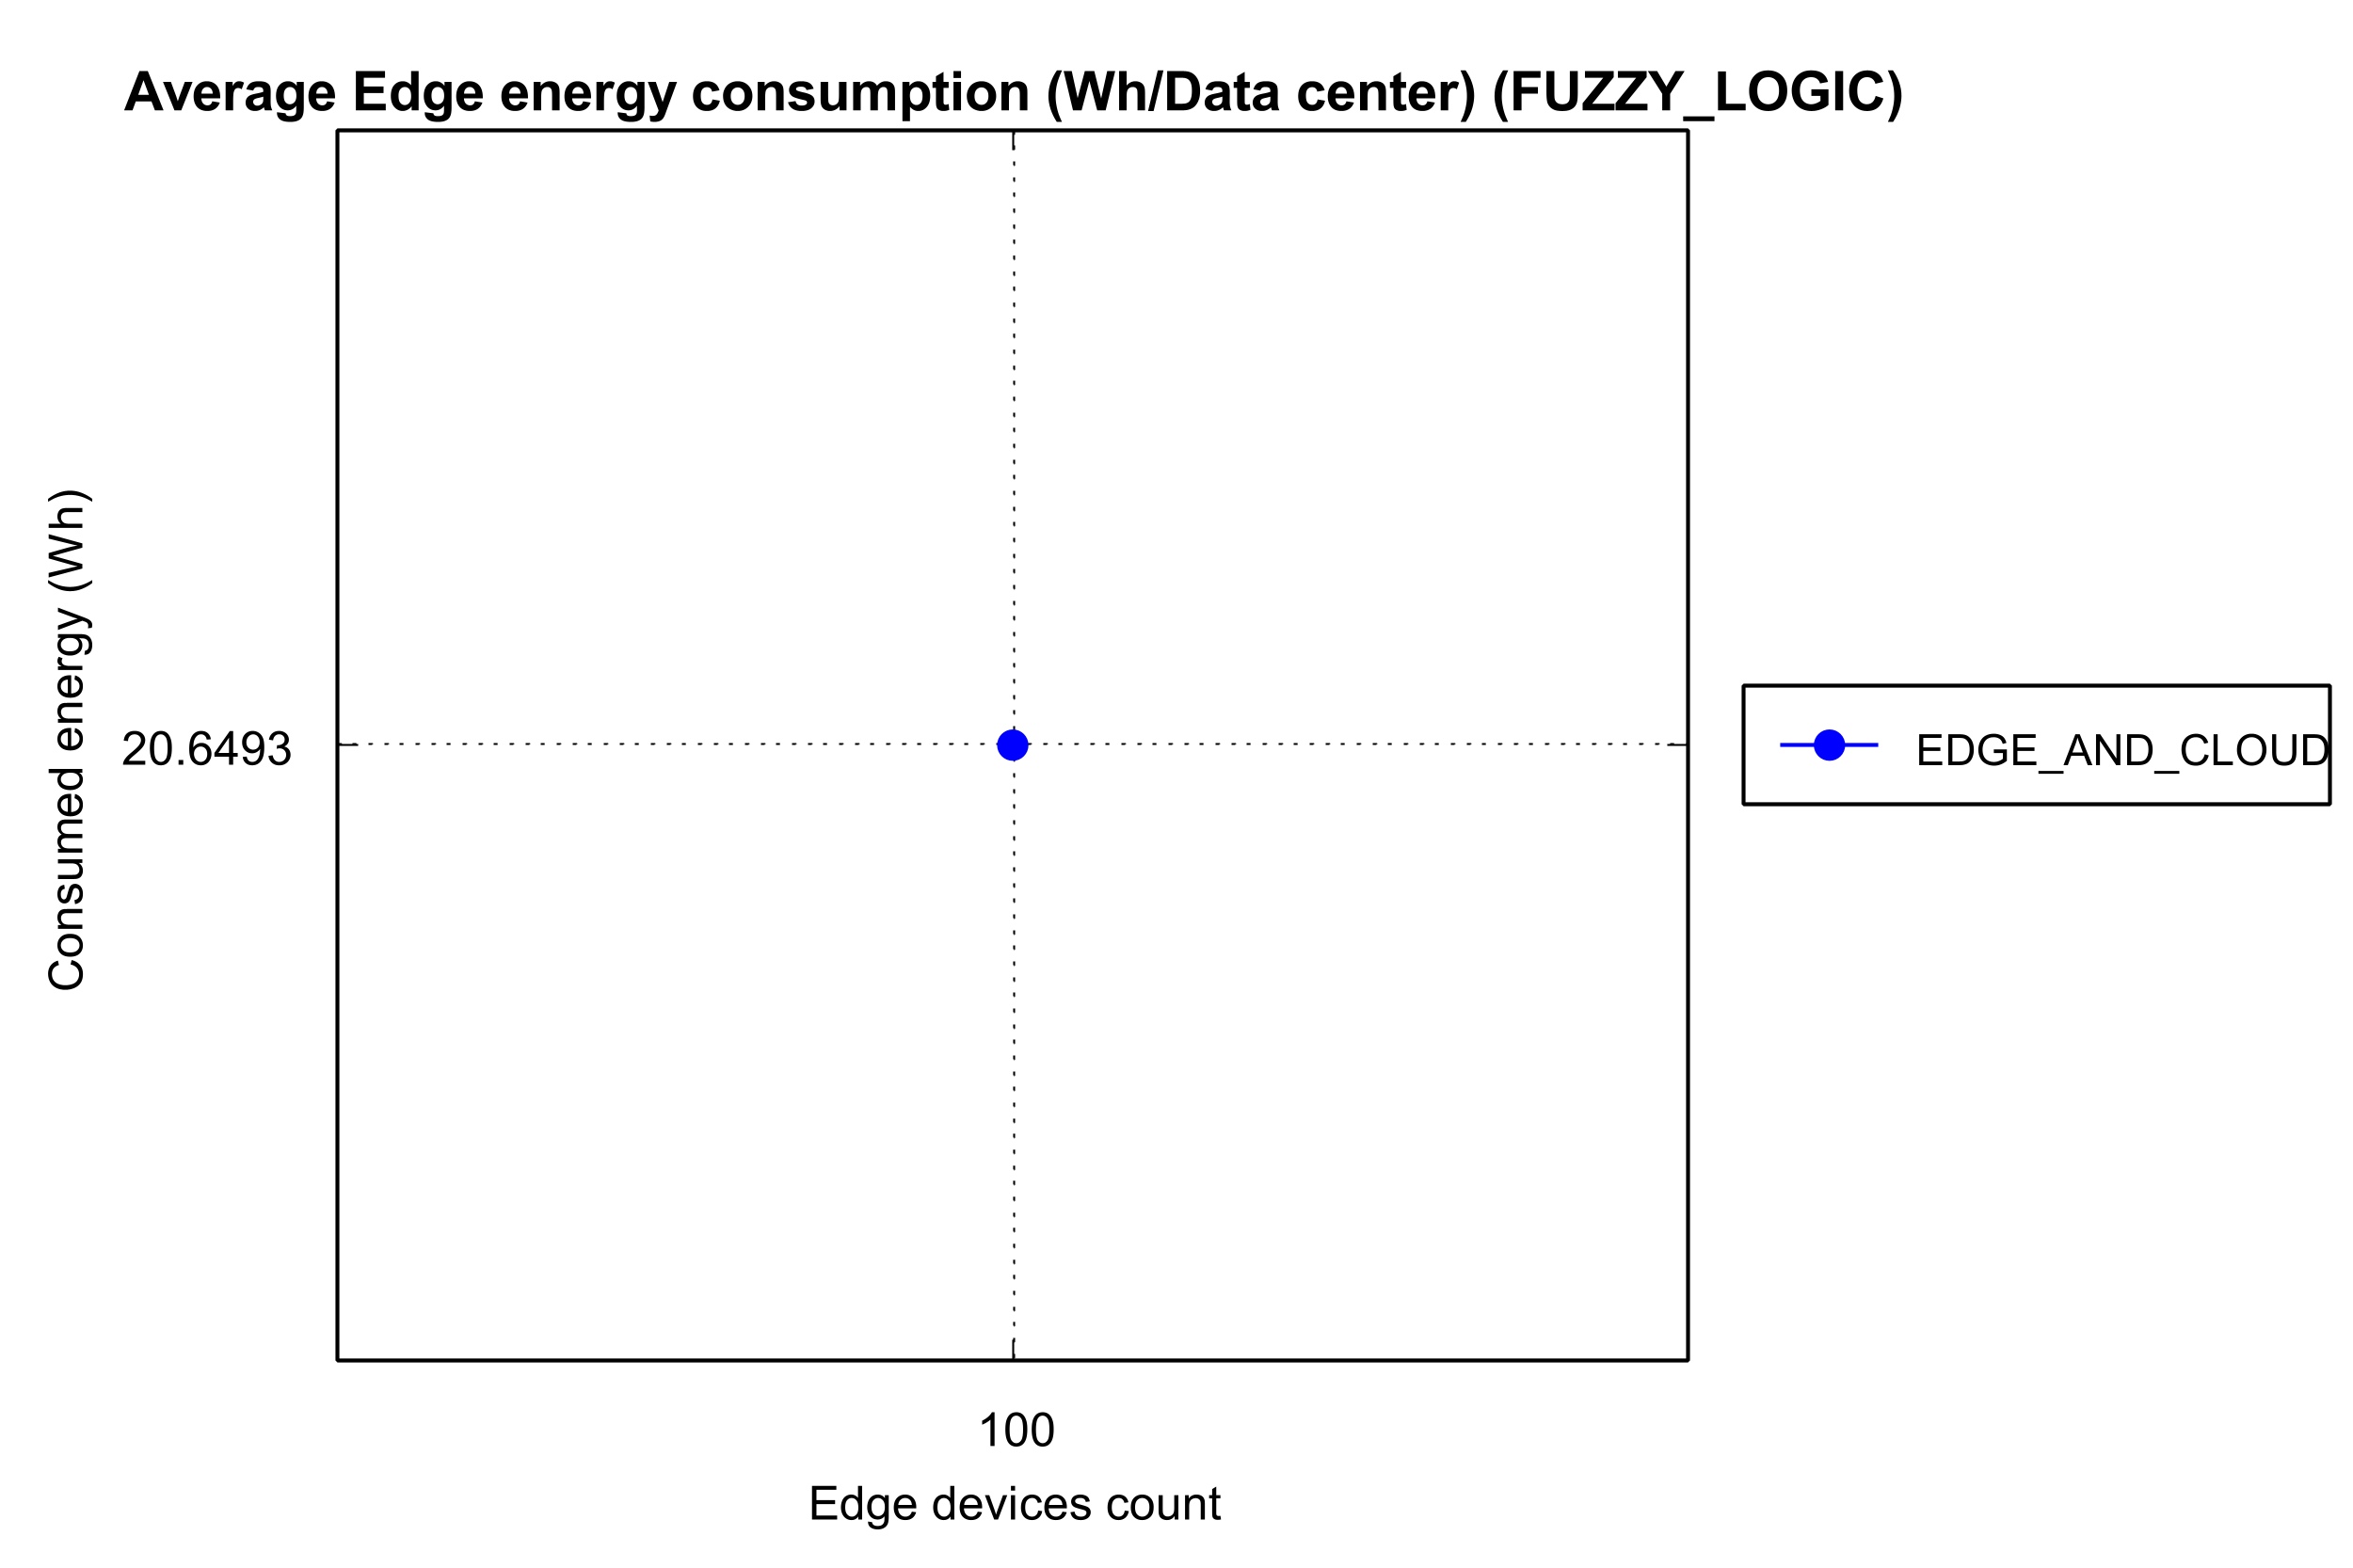 Average Edge energy consumption (Wh/Data center)(FUZZY_LOGIC)
Consumed energy (Wh)
20.6493
EDGE_AND_CLOUD
100
Edge devices count